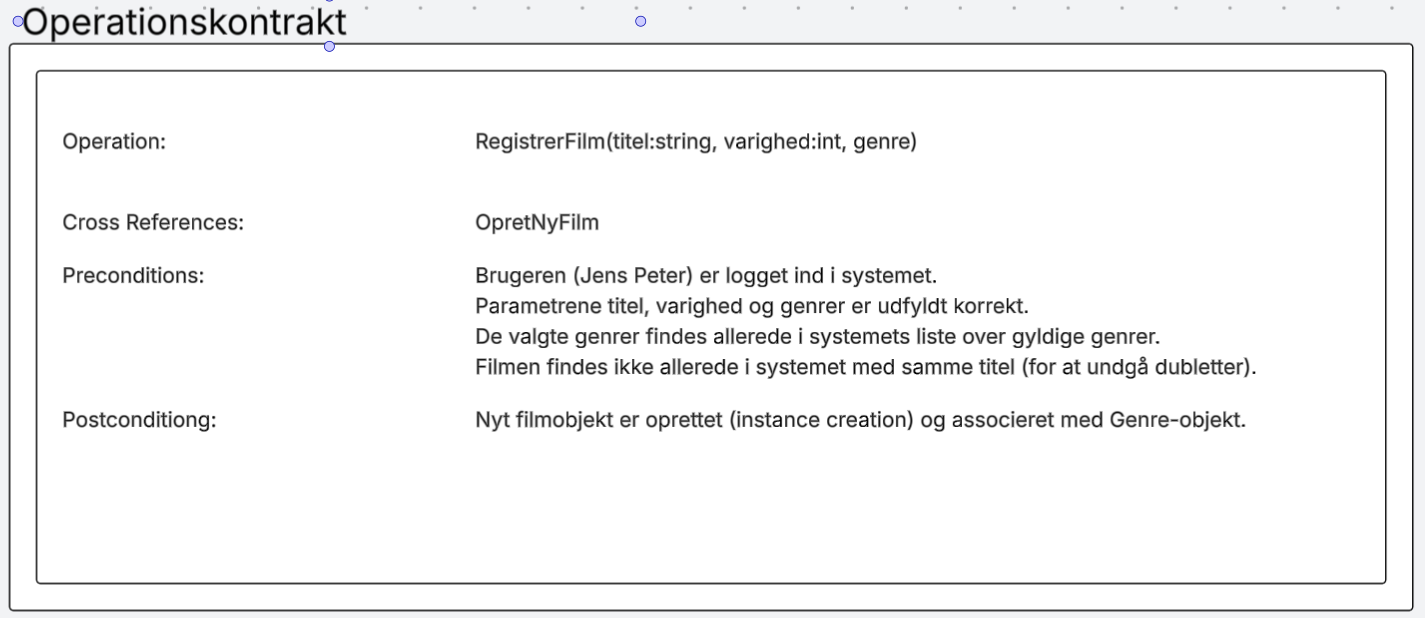 Operationskontrakt
Operation: RegistrerFilm(titel:string, varighed:int, genre)
Cross References: OpretNyFilm
Preconditions: Brugeren (Jens Peter) er logget ind i systemet.
Parametrene titel, varighed og genrer er udfyldt korrekt.
De valgte genrer findes allerede i systemets liste over gyldige genrer.
Filmen findes ikke allerede i systemet med samme titel (for at undgå dubletter).
Postconditiong: Nyt filmobjekt er oprettet (instance creation) og associeret med Genre-objekt.